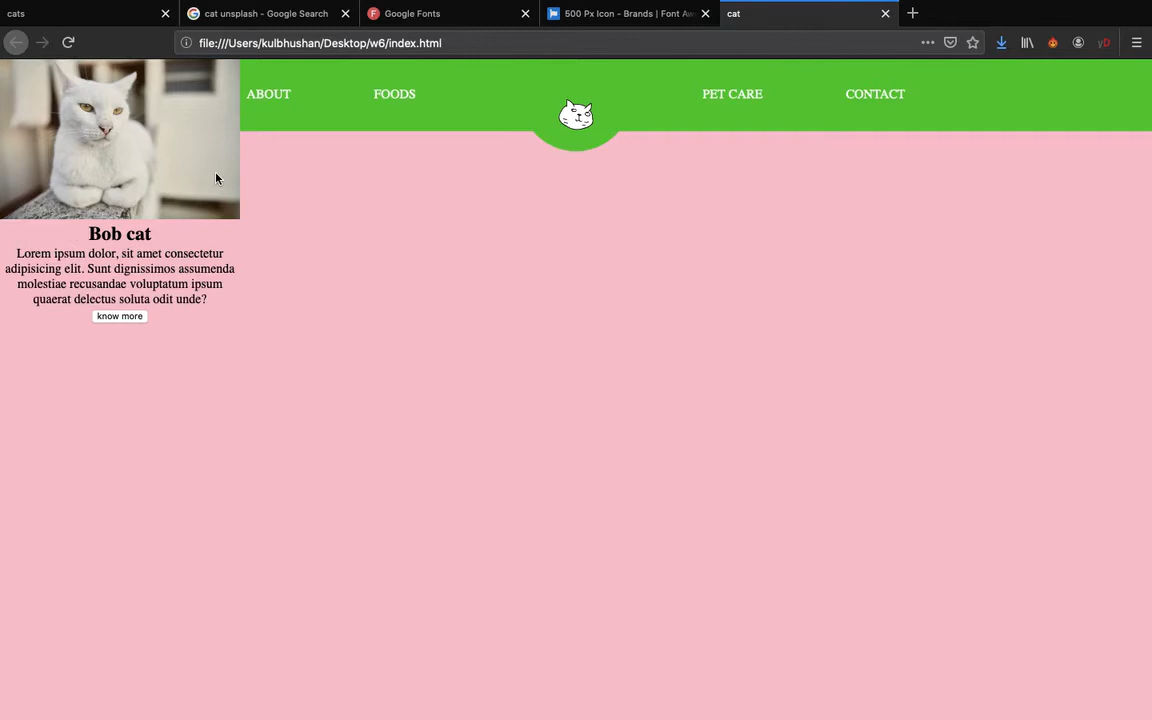 cats
cat unsplash - Google Search
Google Fonts
500 Px Icon - Brands | Font Aw
cat
file:///Users/kulbhushan/Desktop/w6/index.html
yD
ABOUT
FOODS
PET CARE
CONTACT
Bob cat
Lorem ipsum dolor, sit amet consectetur
adipisicing elit. Sunt dignissimos assumenda
molestiae recusandae voluptatum ipsum
quaerat delectus soluta odit unde?
know more